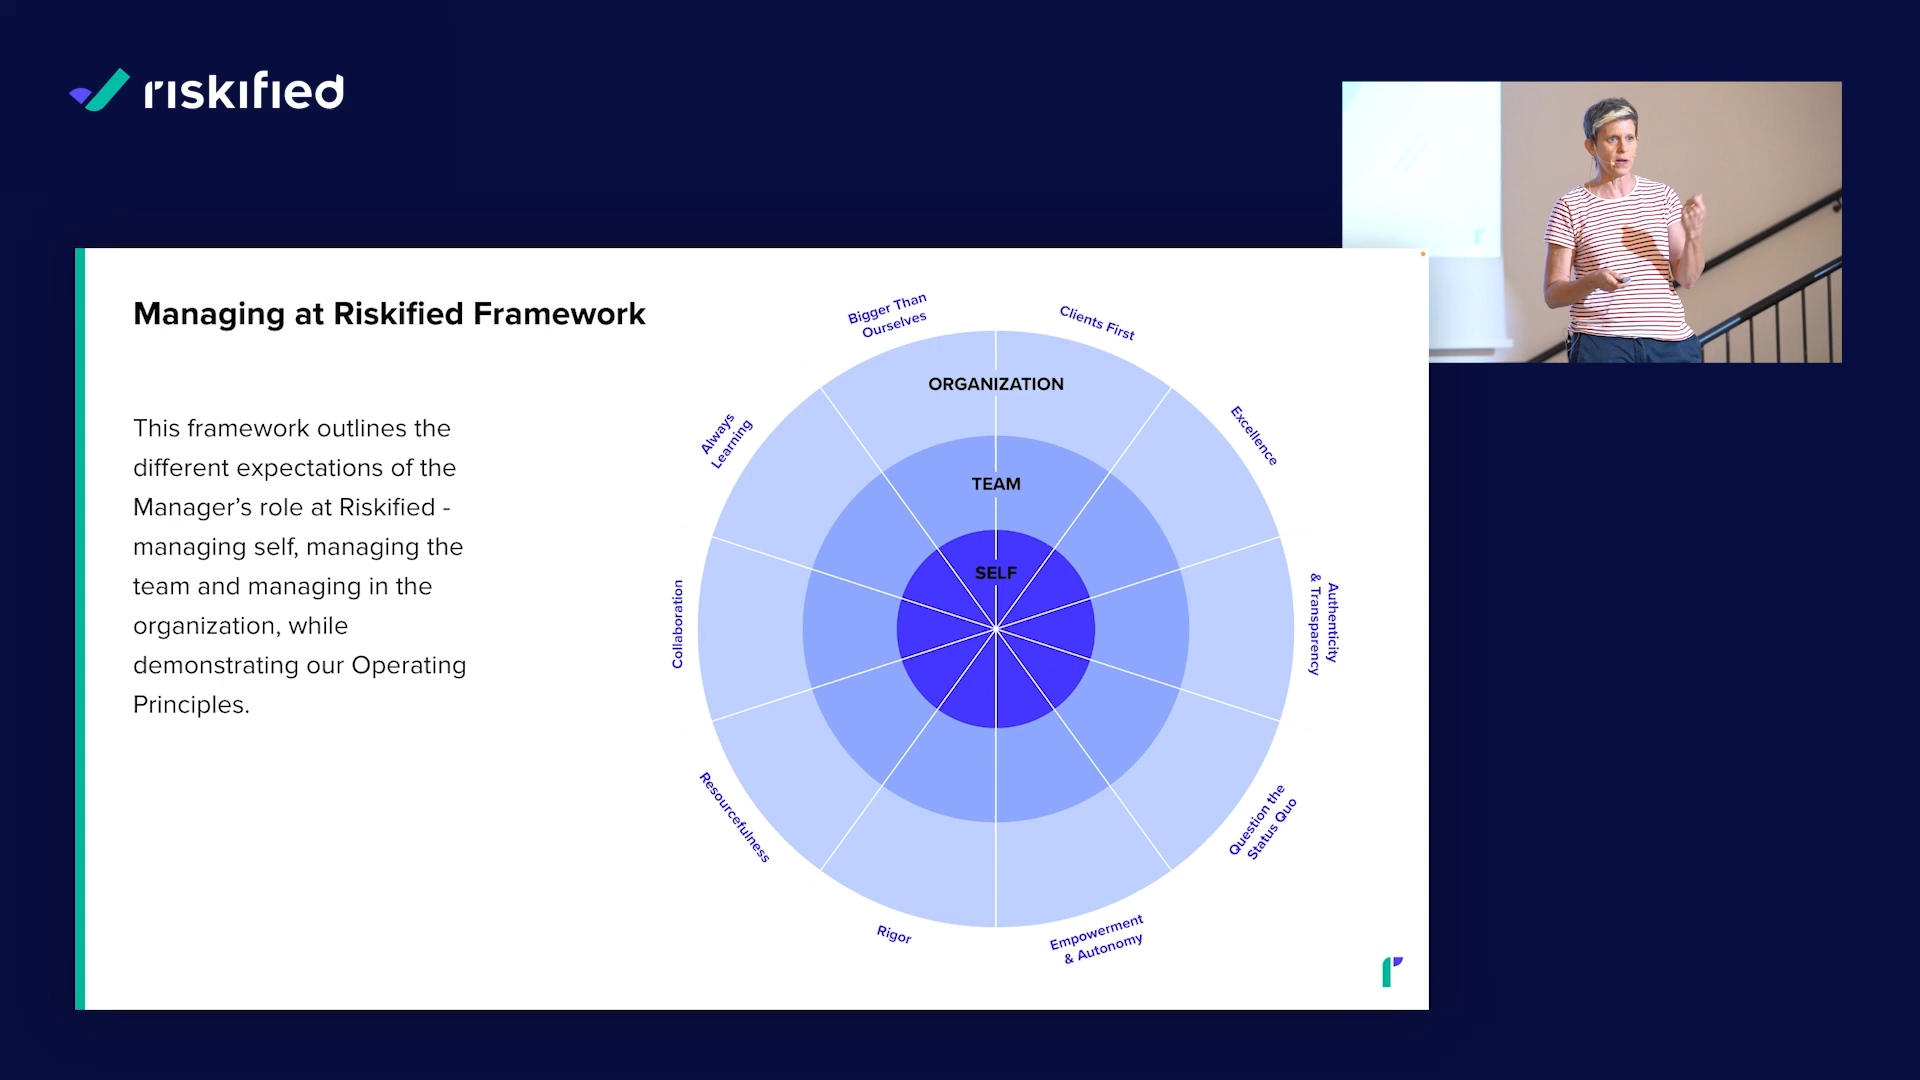 riskified
Managing at Riskified Framework
This framework outlines the
different expectations of the
Manager’s role at Riskified -
managing self, managing the
team and managing in the
organization, while
demonstrating our Operating
Principles.
Bigger Than
Ourselves
Clients First
Excellence
Authenticity
& Transparency
Question the
Status Quo
Empowerment
& Autonomy
Rigor
Resourcefulness
Collaboration
Always
Learning
ORGANIZATION
TEAM
SELF